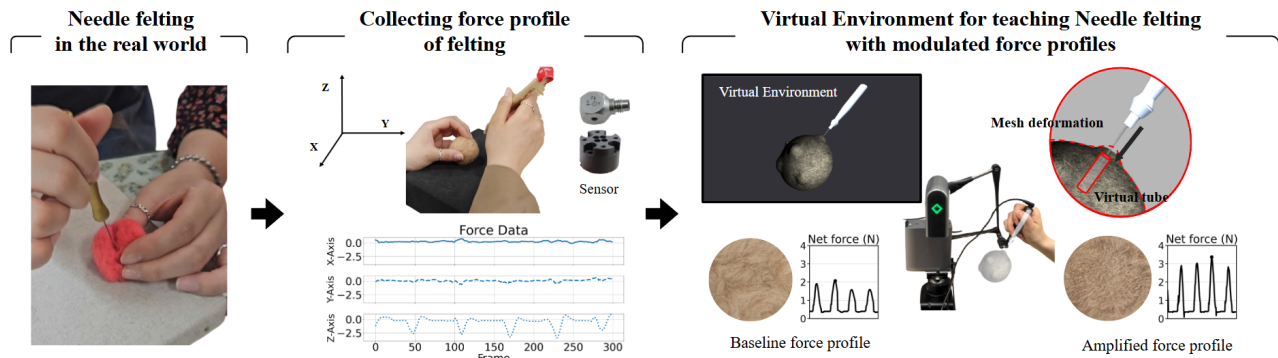 Needle felting
in the real world
Collecting force profile
of felting
Z
Y
X
Sensor
Force Data
X-Axis
0.0
−2.5
Y-Axis
0.0
−2.5
Z-Axis
0.0
−2.5
0 50 100 150 200 250 300
Frame
Virtual Environment for teaching Needle felting
with modulated force profiles
Virtual Environment
Mesh deformation
Virtual tube
Net force (N)
4
3
2
1
0
Baseline force profile
Net force (N)
4
3
2
1
0
Amplified force profile